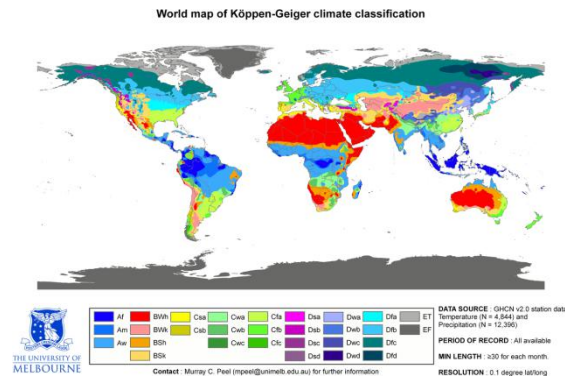 World map of Köppen-Geiger climate classification
THE UNIVERSITY OF
MELBOURNE
Af BWh Csa Cwa Cfa Dsa Dwa Dfa ET
Am BWk Csb Cwb Cfb Dsb Dwb Dfb EF
Aw BSh Cwc Cfc Dsc Dwc Dfc
BSk Dsd Dwd Dfd
Contact : Murray C. Peel (mpeel@unimelb.edu.au) for further information
DATA SOURCE : GHCN v2.0 station data
Temperature (N = 4,844) and
Precipitation (N = 12,396)
PERIOD OF RECORD : All available
MIN LENGTH : ≥30 for each month.
RESOLUTION : 0.1 degree lat/long